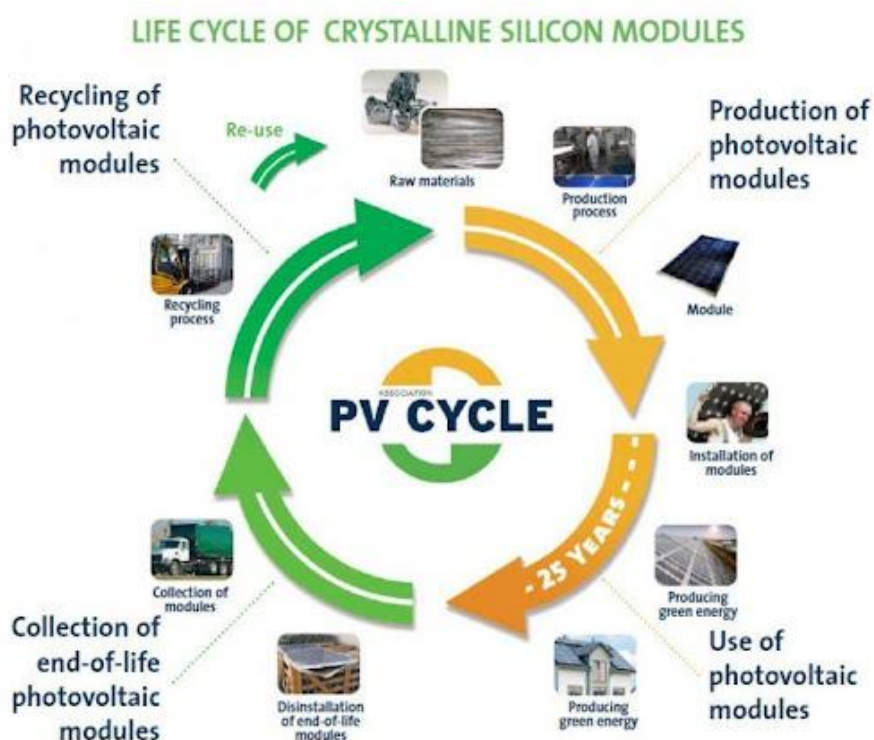 LIFE CYCLE OF CRYSTALLINE SILICON MODULES
Recycling of
photovoltaic
modules
Re-use
Raw materials
Production
process
Production of
photovoltaic
modules
Module
Recycling
process
ASSOCIATION
PV CYCLE
Installation of
modules
- 25 YEARS - - -
Producing
green energy
Collection of
modules
Collection of
end-of-life
photovoltaic
modules
Disinstallation
of end-of-life
modules
Producing
green energy
Use of
photovoltaic
modules